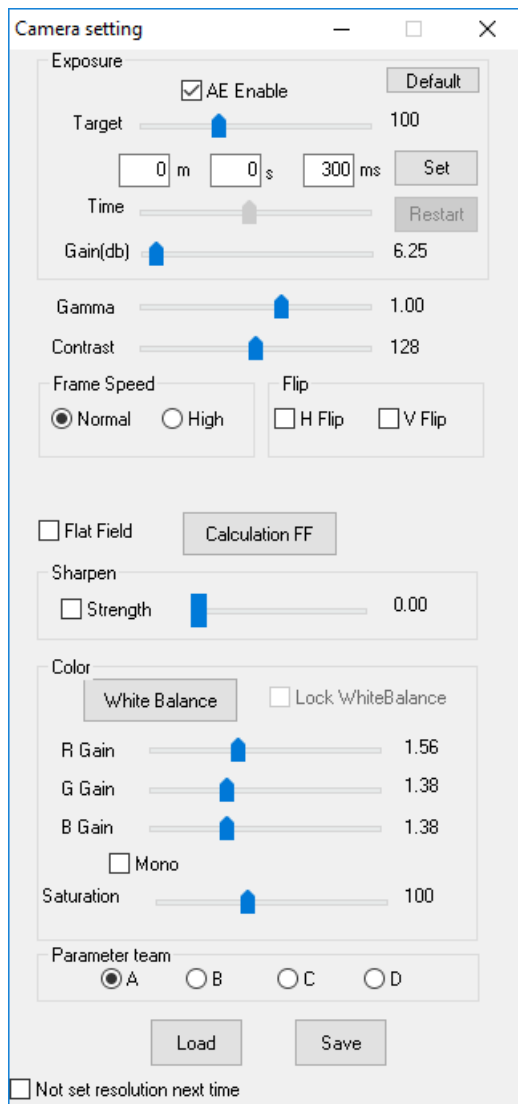 Camera setting
Exposure
AE Enable Default
Target 100
0 m 0 s 300 ms Set
Time Restart
Gain(db) 6.25
Gamma 1.00
Contrast 128
Frame Speed Flip
Normal High H Flip V Flip
Flat Field Calculation FF
Sharpen
Strength 0.00
Color
White Balance Lock WhiteBalance
R Gain 1.56
G Gain 1.38
B Gain 1.38
Mono
Saturation 100
Parameter team
A B C D
Load Save
Not set resolution next time